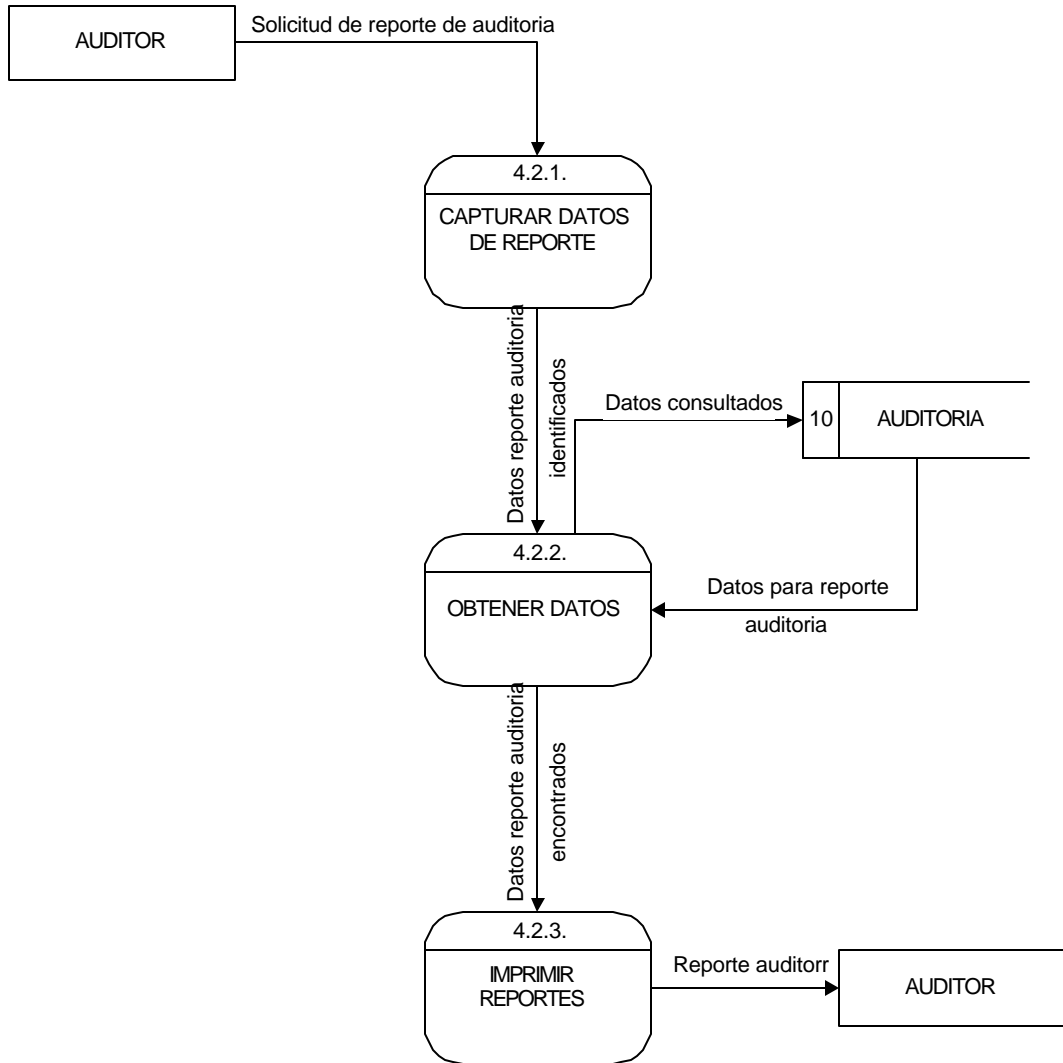 AUDITOR
Solicitud de reporte de auditoria
4.2.1.
CAPTURAR DATOS
DE REPORTE
Datos reporte auditoria
identificados
Datos consultados
10
AUDITORIA
4.2.2.
OBTENER DATOS
Datos para reporte
auditoria
Datos reporte auditoria
encontrados
4.2.3.
IMPRIMIR
REPORTES
Reporte auditorr
AUDITOR